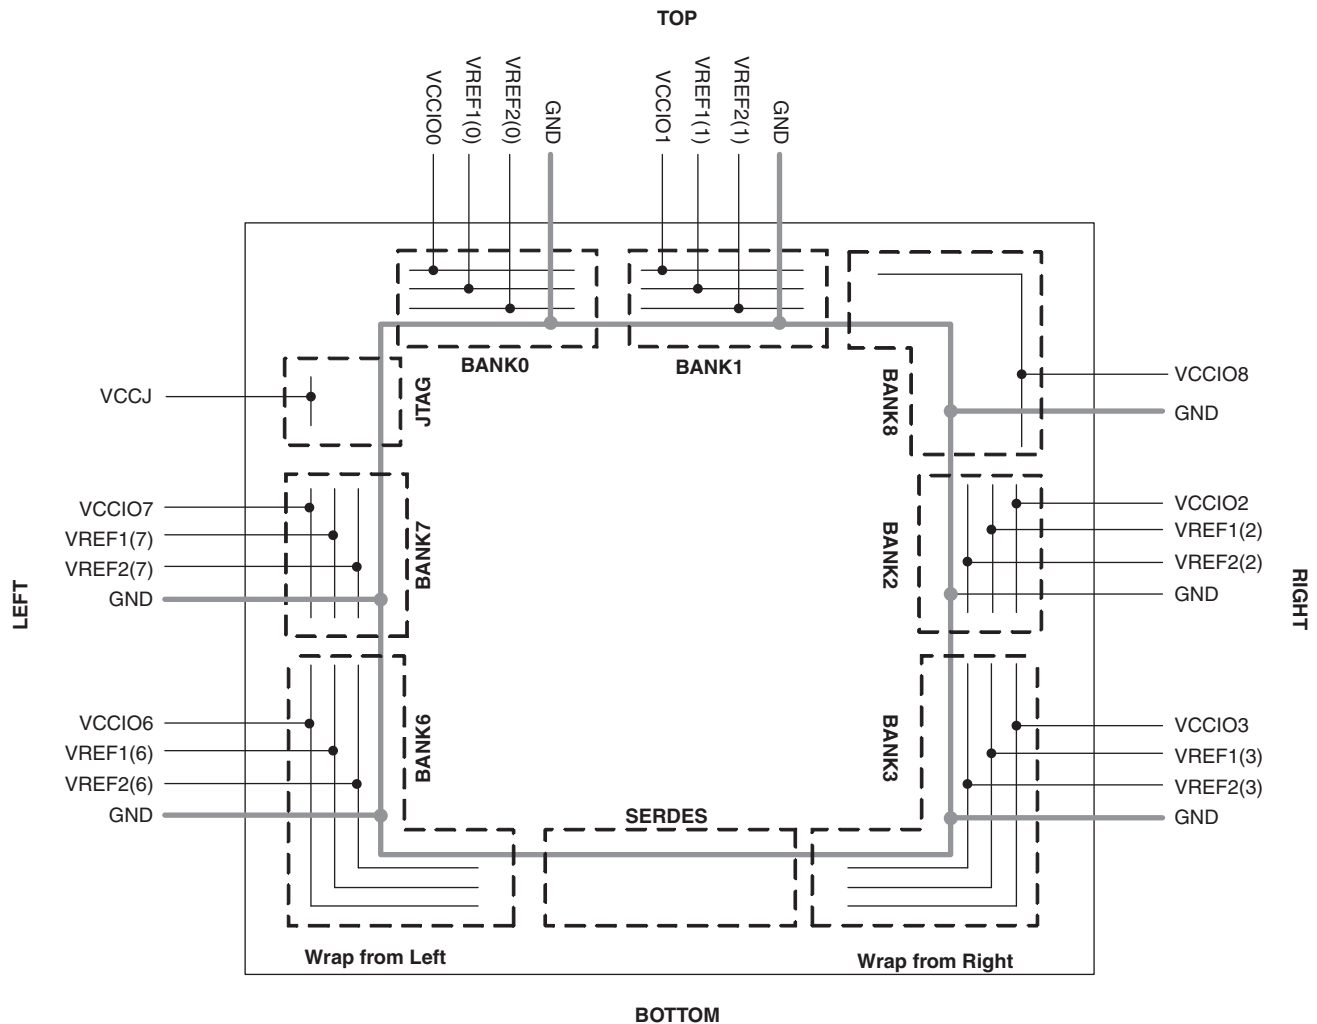 TOP
VCCIO0
VREF1(0)
VREF2(0)
GND
VCCIO1
VREF1(1)
VREF2(1)
GND
BANK0
BANK1
VCCJ
JTAG
BANK8
VCCIO8
GND
VCCIO7
VREF1(7)
VREF2(7)
GND
BANK7
BANK2
VCCIO2
VREF1(2)
VREF2(2)
GND
LEFT
RIGHT
VCCIO6
VREF1(6)
VREF2(6)
GND
BANK6
BANK3
VCCIO3
VREF1(3)
VREF2(3)
GND
SERDES
Wrap from Left
Wrap from Right
BOTTOM